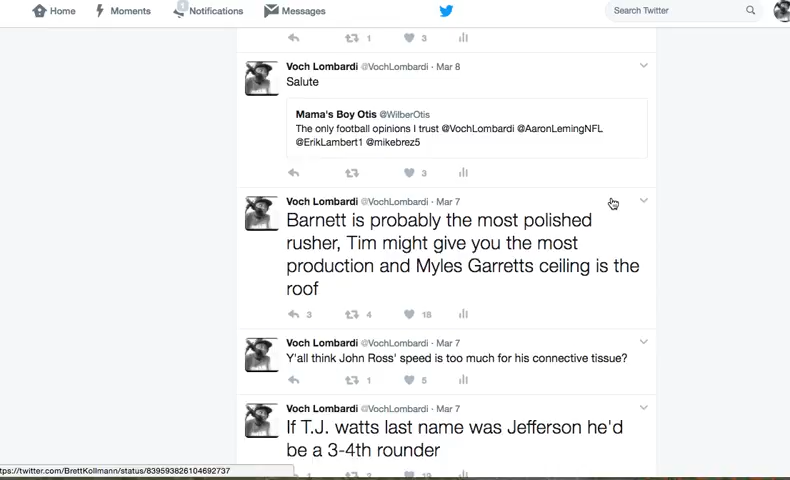 Home Moments 1 Notifications Messages Search Twitter
1 3
Voch Lombardi @VochLombardi · Mar 8
Salute
Mama's Boy Otis @WilberOtis
The only football opinions I trust @VochLombardi @AaronLemingNFL
@ErikLambert1 @mikebrez5
3
Voch Lombardi @VochLombardi · Mar 7
Barnett is probably the most polished
rusher, Tim might give you the most
production and Myles Garretts ceiling is the
roof
3 4 18
Voch Lombardi @VochLombardi · Mar 7
Y'all think John Ross' speed is too much for his connective tissue?
1 5
Voch Lombardi @VochLombardi · Mar 7
If T.J. watts last name was Jefferson he'd
be a 3-4th rounder
ttps://twitter.com/BrettKollmann/status/839593826104692737